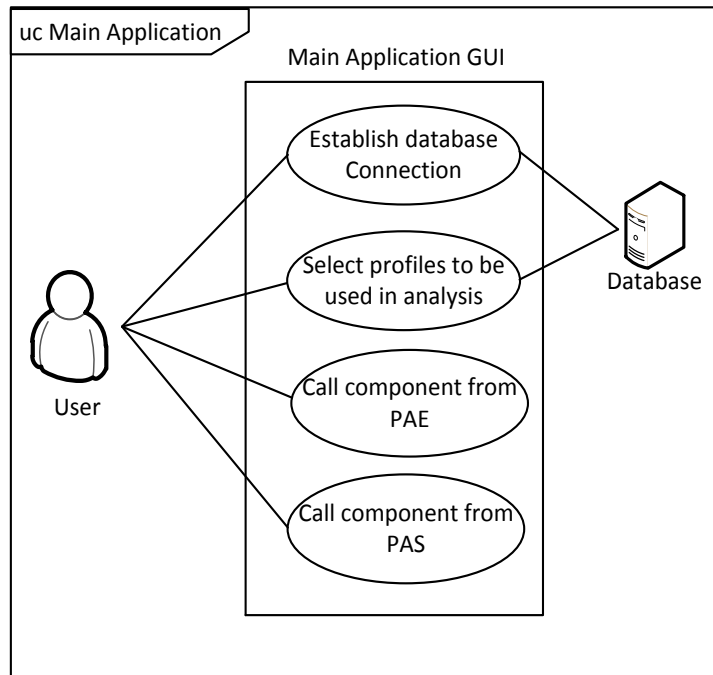 uc Main Application
Main Application GUI
Establish database
Connection
Select profiles to be
used in analysis
Database
User
Call component from
PAE
Call component from
PAS